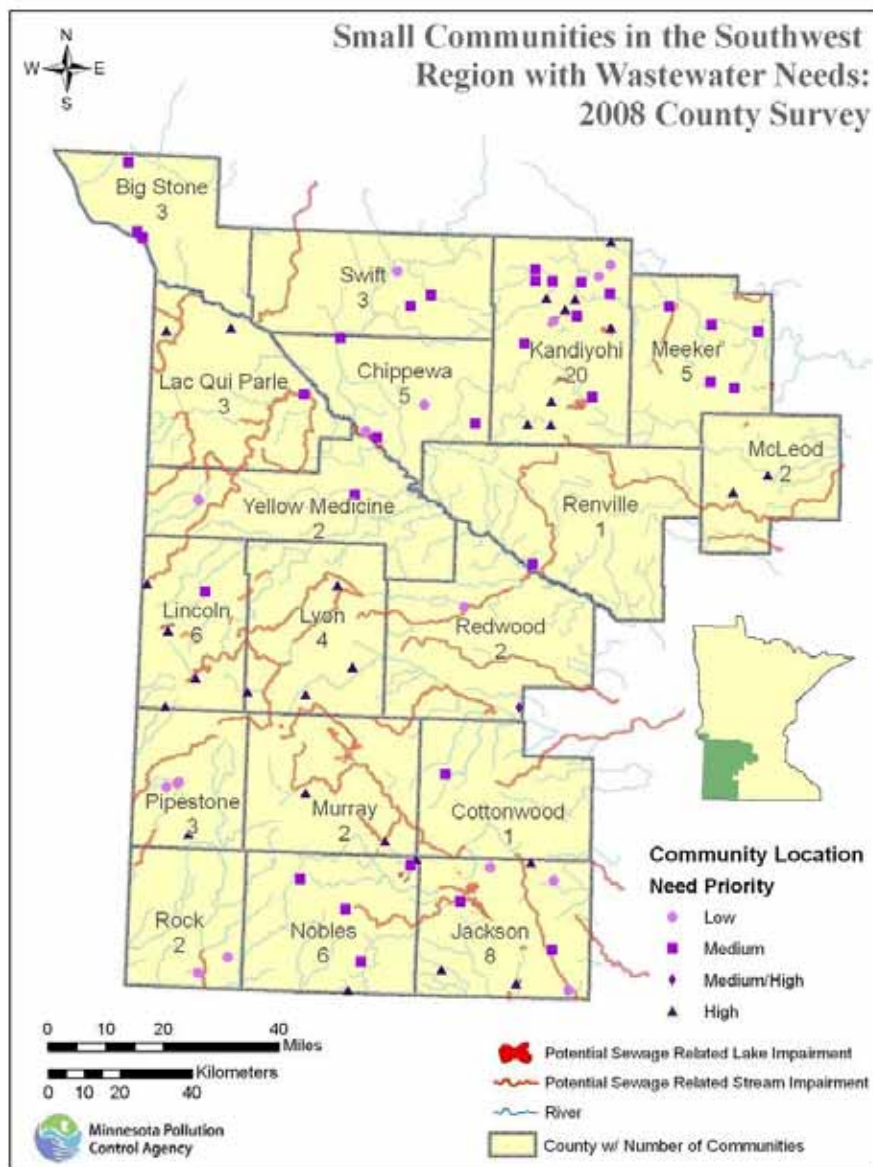 Small Communities in the Southwest
Region with Wastewater Needs:
2008 County Survey
N
W E
S
Big Stone
3
Swift
3
Kandiyohi
20
Meeker
5
Lac Qui Parle
3
Chippewa
5
McLeod
2
Yellow Medicine
2
Renville
1
Lincoln
6
Lyon
4
Redwood
2
Pipestone
3
Murray
2
Cottonwood
1
Rock
2
Nobles
6
Jackson
8
Community Location
Need Priority
Low
Medium
Medium/High
High
0 10 20 40
Miles
Kilometers
0 10 20 40
Potential Sewage Related Lake Impairment
Potential Sewage Related Stream Impairment
River
County w/ Number of Communities
Minnesota Pollution
Control Agency